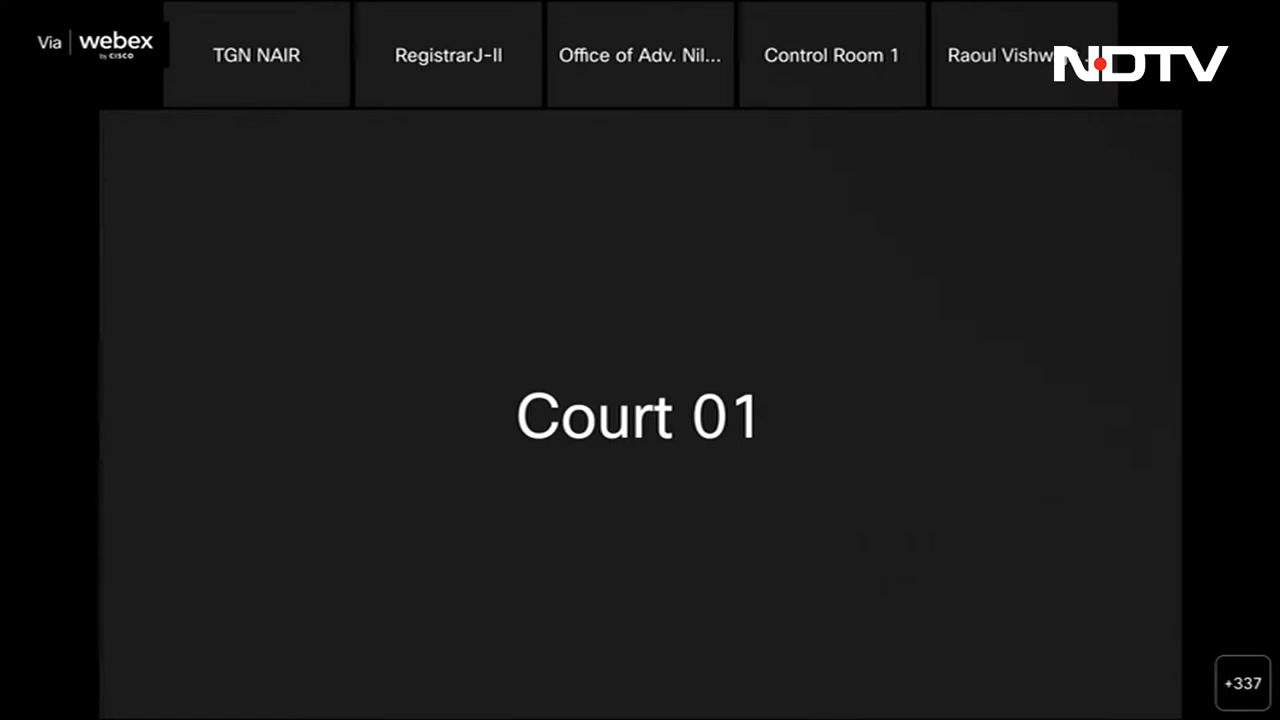 Via webex
by CISCO
TGN NAIR
RegistrarJ-II
Office of Adv. Nil...
Control Room 1
Raoul
NDTV
Court 01
+337